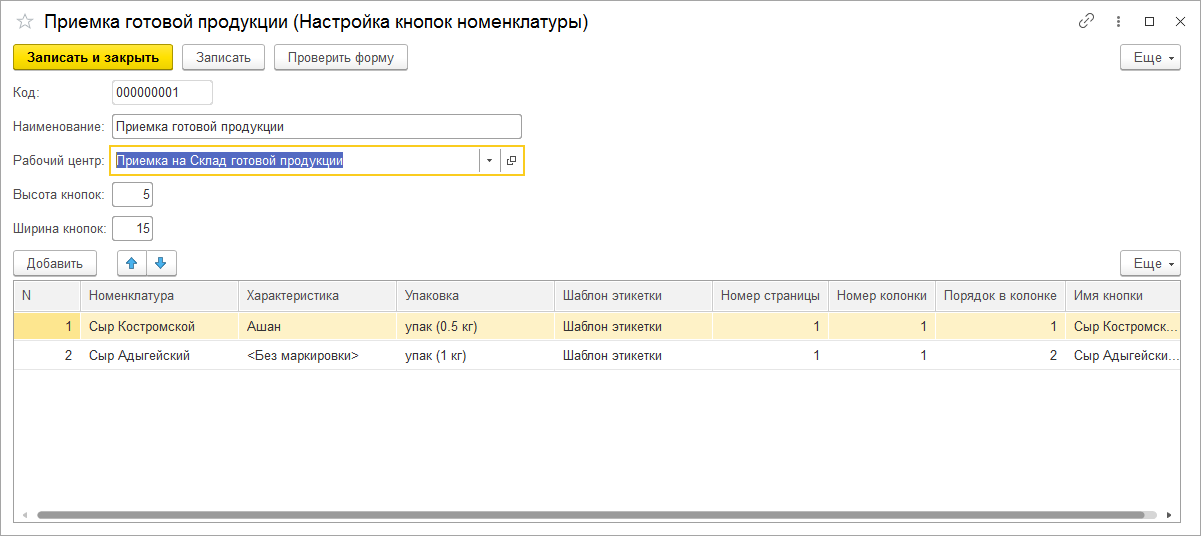 Приемка готовой продукции (Настройка кнопок номенклатуры)
Записать и закрыть Записать Проверить форму Еще
Код: 000000001
Наименование: Приемка готовой продукции
Рабочий центр: Приемка на Склад готовой продукции
Высота кнопок: 5
Ширина кнопок: 15
Добавить Еще
N Номенклатура Характеристика Упаковка Шаблон этикетки Номер страницы Номер колонки Порядок в колонке Имя кнопки
1 Сыр Костромской Ашан упак (0.5 кг) Шаблон этикетки 1 1 1 Сыр Костромск...
2 Сыр Адыгейский <Без маркировки> упак (1 кг) Шаблон этикетки 1 1 2 Сыр Адыгейски...